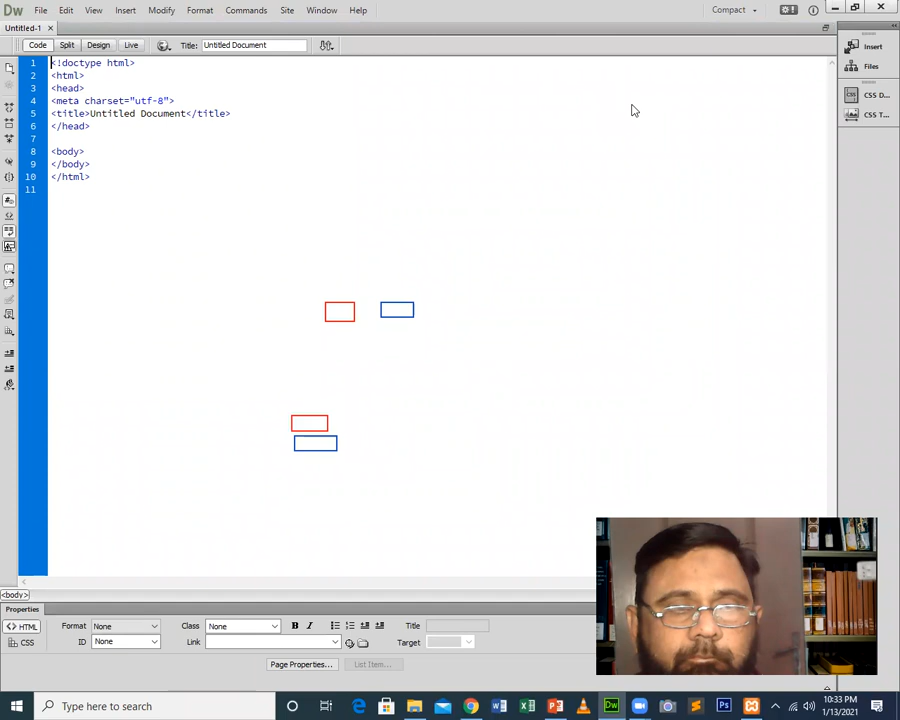 Dw File Edit View Insert Modify Format Commands Site Window Help Compact
Untitled-1
Code Split Design Live Title: Untitled Document
1 <!doctype html>
2 <html>
3 <head>
4 <meta charset="utf-8">
5 <title>Untitled Document</title>
6 </head>
7
8 <body>
9 </body>
10 </html>
11
Insert
Files
CSS D...
CSS T...
<body>
Properties
HTML Format None Class None B I Title
CSS ID None Link Target
Page Properties... List Item...
Type here to search
10:33 PM
1/13/2021